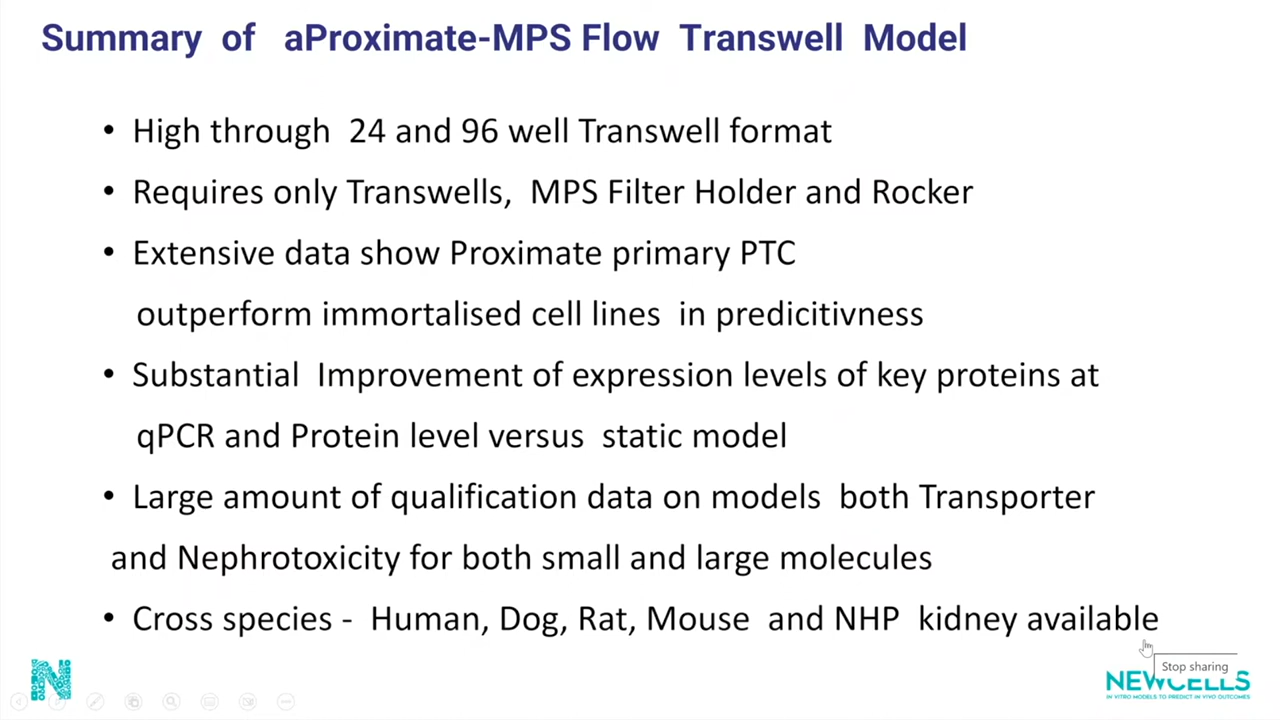 Summary of aProximate-MPS Flow Transwell Model
• High through 24 and 96 well Transwell format
• Requires only Transwells, MPS Filter Holder and Rocker
• Extensive data show Proximate primary PTC
outperform immortalised cell lines in predicitivness
• Substantial Improvement of expression levels of key proteins at
qPCR and Protein level versus static model
• Large amount of qualification data on models both Transporter
and Nephrotoxicity for both small and large molecules
• Cross species - Human, Dog, Rat, Mouse and NHP kidney available
Stop sharing
N
NEWCELLS
IN VITRO MODELS TO PREDICT IN VIVO OUTCOMES